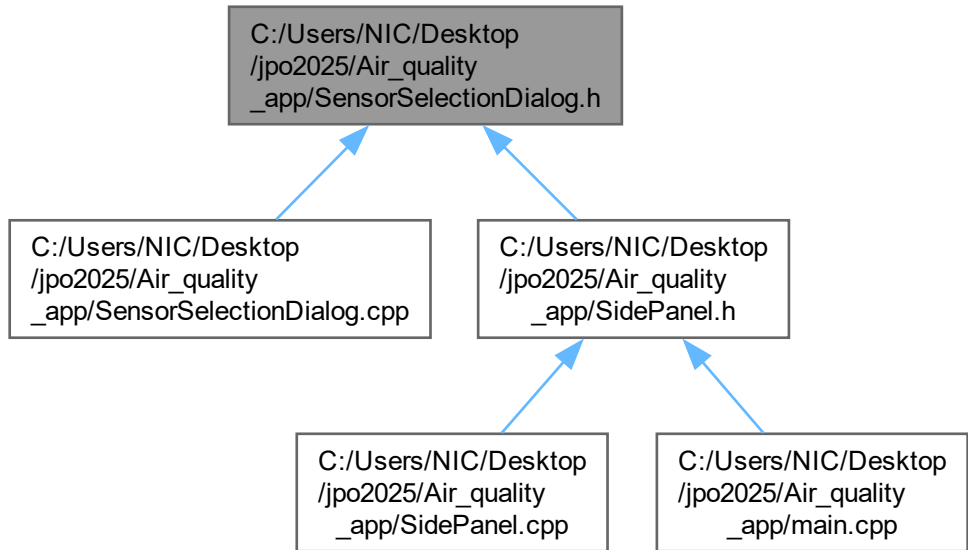 C:/Users/NIC/Desktop
/jpo2025/Air_quality
_app/SensorSelectionDialog.h
C:/Users/NIC/Desktop
/jpo2025/Air_quality
_app/SensorSelectionDialog.cpp
C:/Users/NIC/Desktop
/jpo2025/Air_quality
_app/SidePanel.h
C:/Users/NIC/Desktop
/jpo2025/Air_quality
_app/SidePanel.cpp
C:/Users/NIC/Desktop
/jpo2025/Air_quality
_app/main.cpp